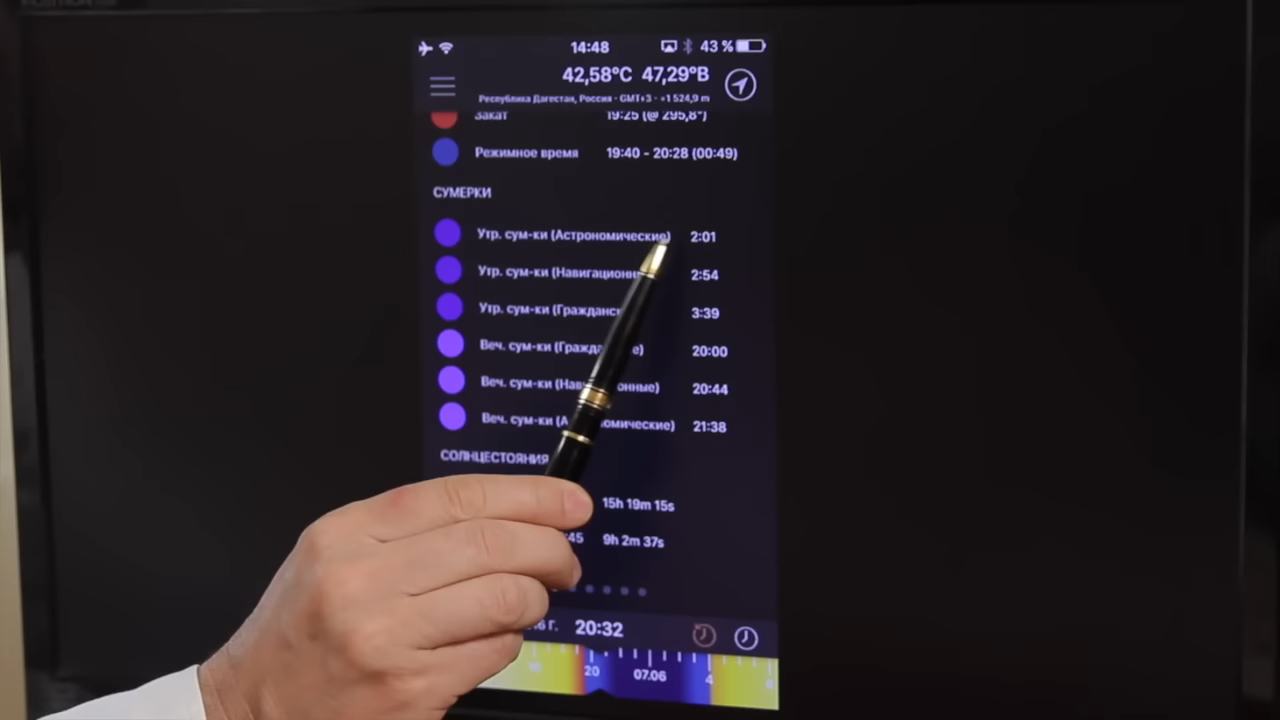 14:48 43 %
42,58°С 47,29°В
Республика Дагестан, Россия · GMT+3 · +1 524,9 m
Закат 19:25 (@ 295,8°)
Режимное время 19:40 - 20:28 (00:49)
СУМЕРКИ
Утр. сум-ки (Астрономические) 2:01
Утр. сум-ки (Навигационн 2:54
Утр. сум-ки (Гражданс 3:39
Веч. сум-ки (Гражд е) 20:00
Веч. сум-ки (Нав онные) 20:44
Веч. сум-ки (А омические) 21:38
СОЛНЦЕСТОЯНИЯ
15h 19m 15s
:45 9h 2m 37s
Г. 20:32
20 07.06 4